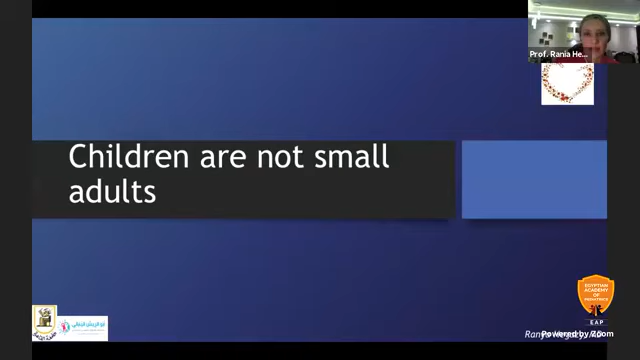 Prof. Rania He...
Children are not small
adults
EGYPTIAN
ACADEMY
OF
PEDIATRICS
EAP
Powered by Zoom